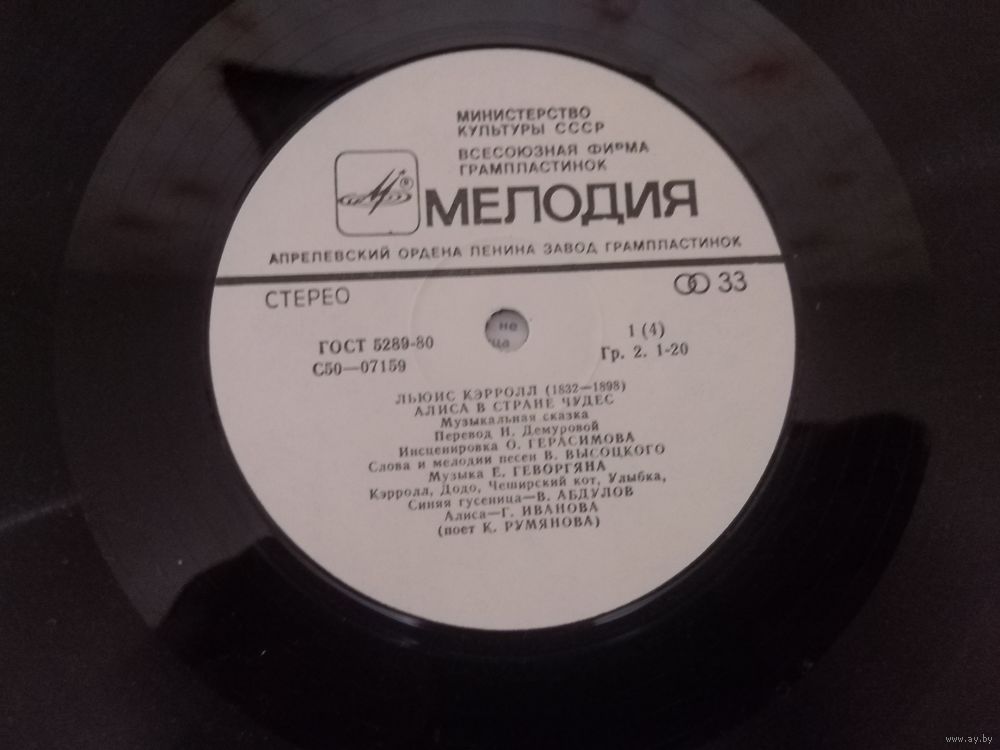 МИНИСТЕРСТВО
КУЛЬТУРЫ СССР
ВСЕСОЮЗНАЯ ФИРМА
ГРАМПЛАСТИНОК
МЕЛОДИЯ
АПРЕЛЕВСКИЙ ОРДЕНА ЛЕНИНА ЗАВОД ГРАМПЛАСТИНОК
СТЕРЕО
33
ГОСТ 5289-80
С50—07159
1 (4)
Гр. 2. 1-20
ЛЬЮИС КЭРРОЛЛ (1832—1898)
АЛИСА В СТРАНЕ ЧУДЕС
Музыкальная сказка
Перевод Н. Демуровой
Инсценировка О. ГЕРАСИМОВА
Слова и мелодии песен В. ВЫСОЦКОГО
Музыка Е. ГЕВОРГЯНА
Кэрролл, Додо, Чеширский кот, Улыбка,
Синяя гусеница—В. АБДУЛОВ
Алиса—Г. ИВАНОВА
(поет К. РУМЯНОВА)
www.ay.by